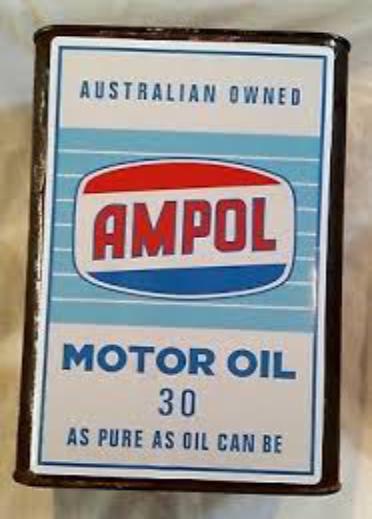 AUSTRALIAN OWNED
AMPOL
MOTOR OIL
30
AS PURE AS OIL CAN BE